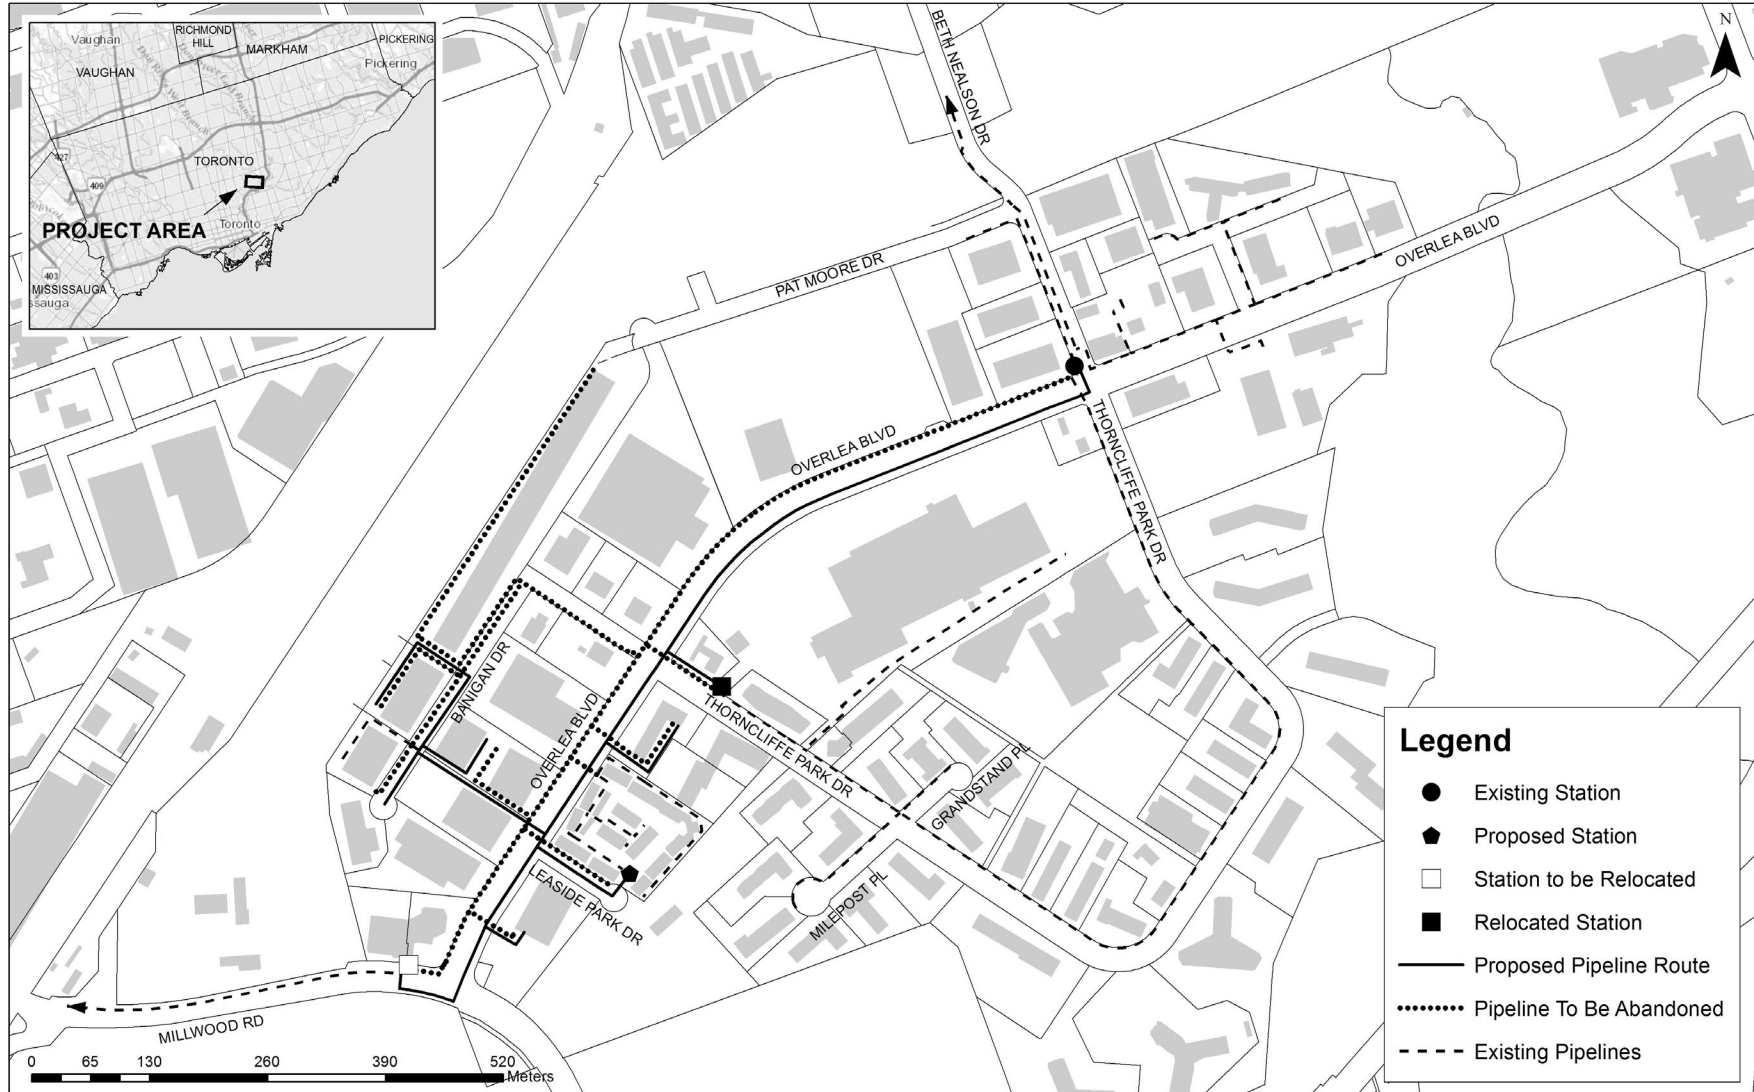 Vaughan
VAUGHAN
RICHMOND
HILL
MARKHAM
PICKERING
Pickering
427
409
TORONTO
Toronto
PROJECT AREA
403
MISSISSAUGA
ssauga
N
BETH NEALSON DR
PAT MOORE DR
OVERLEA BLVD
OVERLEA BLVD
THORNCLIFFE PARK DR
BANIGAN DR
OVERLEA BLVD
THORNCLIFFE PARK DR
GRANDSTAND PL
LEASIDE PARK DR
MILEPOST PL
MILLWOOD RD
0 65 130 260 390 520
Meters
Legend
Existing Station
Proposed Station
Station to be Relocated
Relocated Station
Proposed Pipeline Route
Pipeline To Be Abandoned
Existing Pipelines